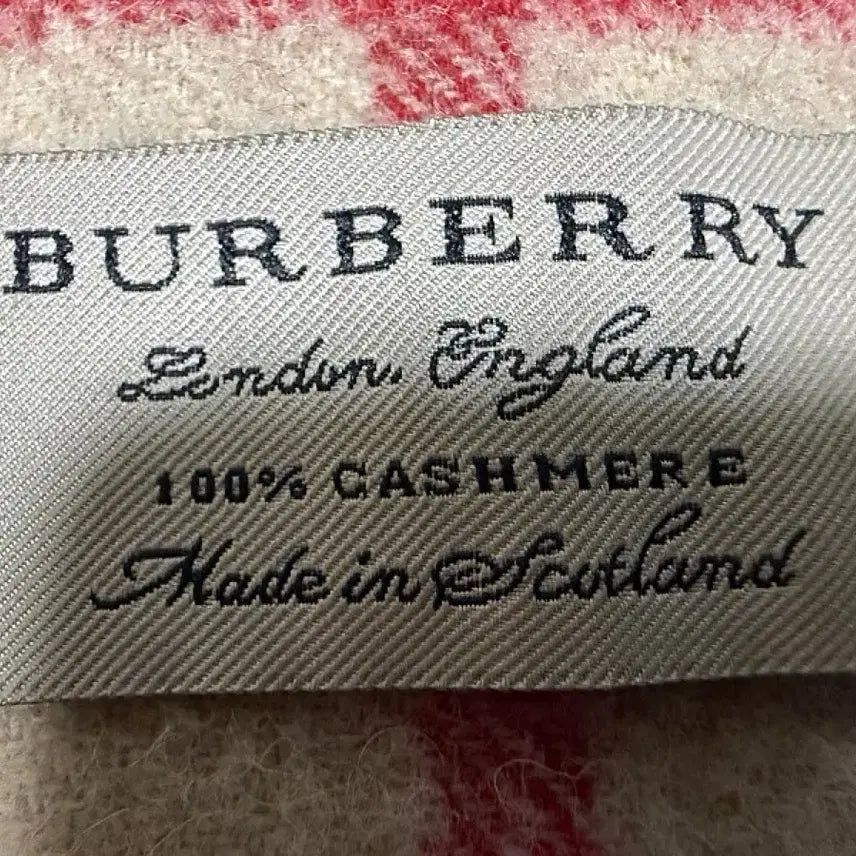 BURBERRY
London, England
100% CASHMERE
Made in Scotland